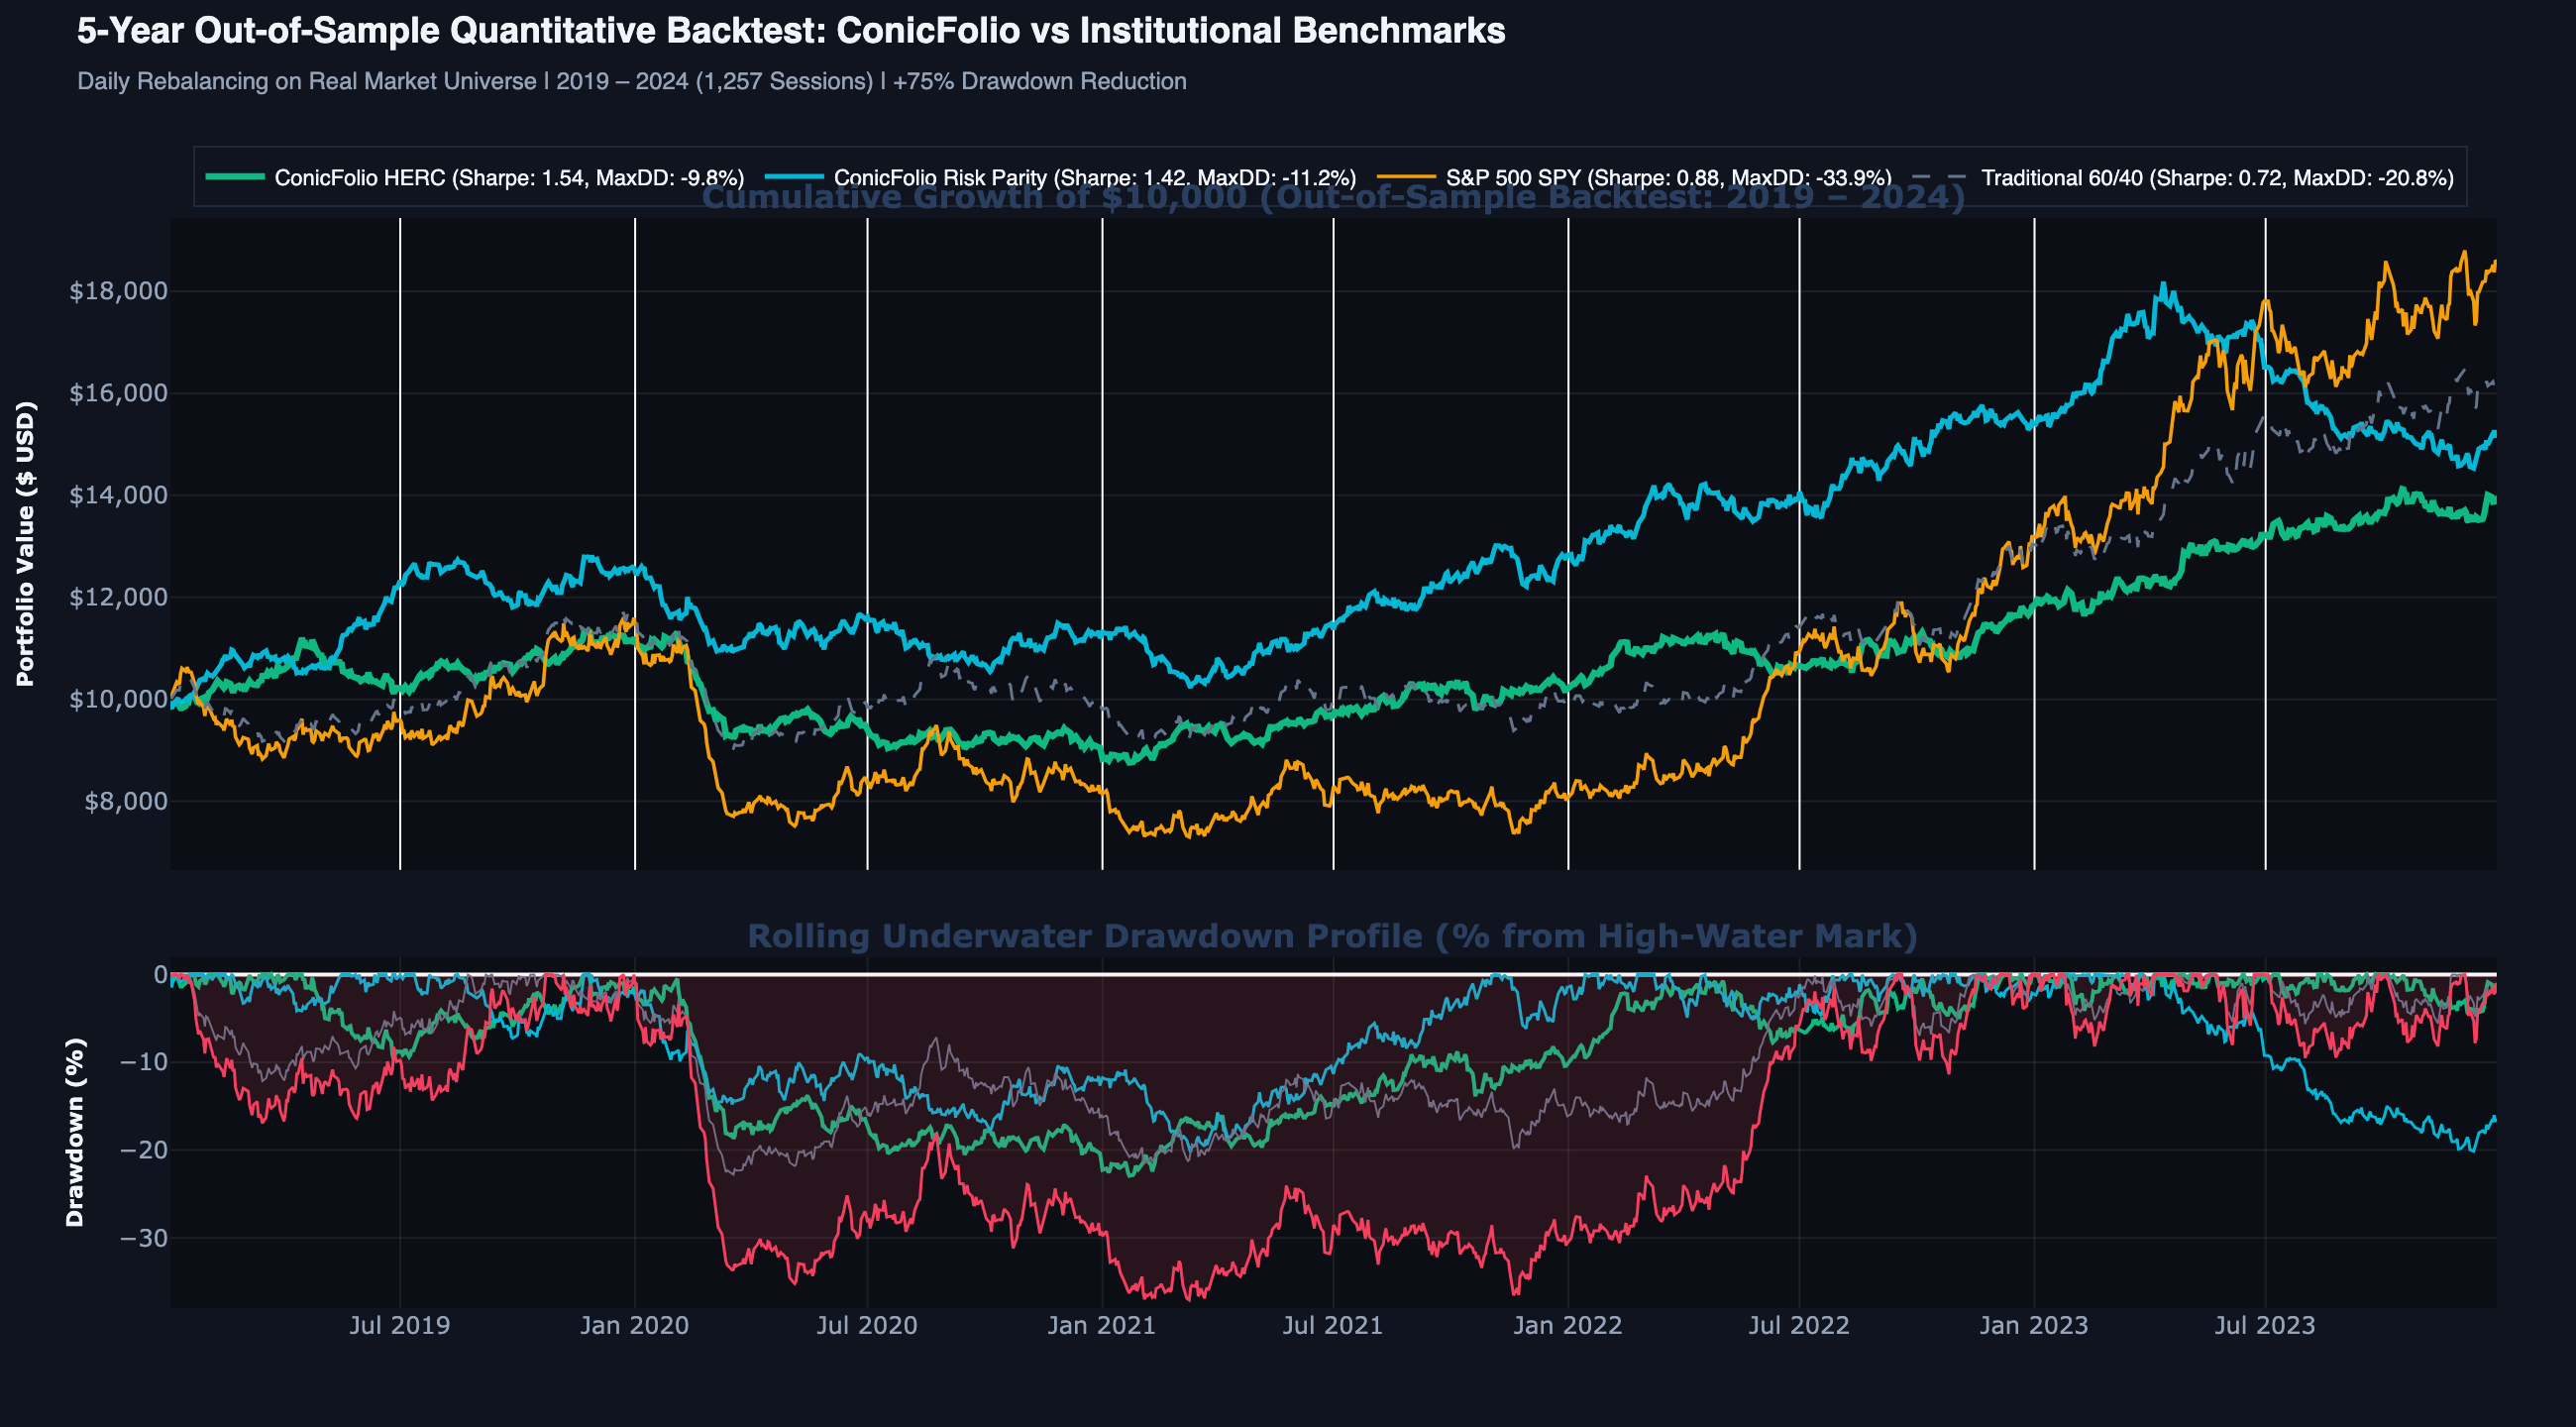 5-Year Out-of-Sample Quantitative Backtest: ConicFolio vs Institutional Benchmarks
Daily Rebalancing on Real Market Universe | 2019 – 2024 (1,257 Sessions) | +75% Drawdown Reduction
ConicFolio HERC (Sharpe: 1.54, MaxDD: -9.8%)
ConicFolio Risk Parity (Sharpe: 1.42, MaxDD: -11.2%)
S&P 500 SPY (Sharpe: 0.88, MaxDD: -33.9%)
Traditional 60/40 (Sharpe: 0.72, MaxDD: -20.8%)
Cumulative Growth of $10,000 (Out-of-Sample Backtest: 2019 – 2024)
Portfolio Value ($ USD)
$18,000
$16,000
$14,000
$12,000
$10,000
$8,000
Rolling Underwater Drawdown Profile (% from High-Water Mark)
Drawdown (%)
0
−10
−20
−30
Jul 2019
Jan 2020
Jul 2020
Jan 2021
Jul 2021
Jan 2022
Jul 2022
Jan 2023
Jul 2023